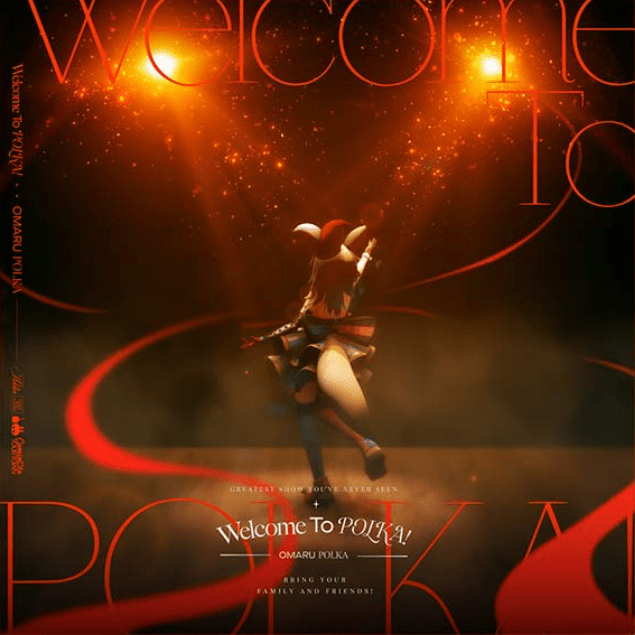 Welcome
To
POLKA
Welcome To POLKA! • OMARU POLKA
GREATEST SHOW YOU'VE NEVER SEEN
Welcome To POLKA!
OMARU POLKA
BRING YOUR
FAMILY AND FRIENDS!